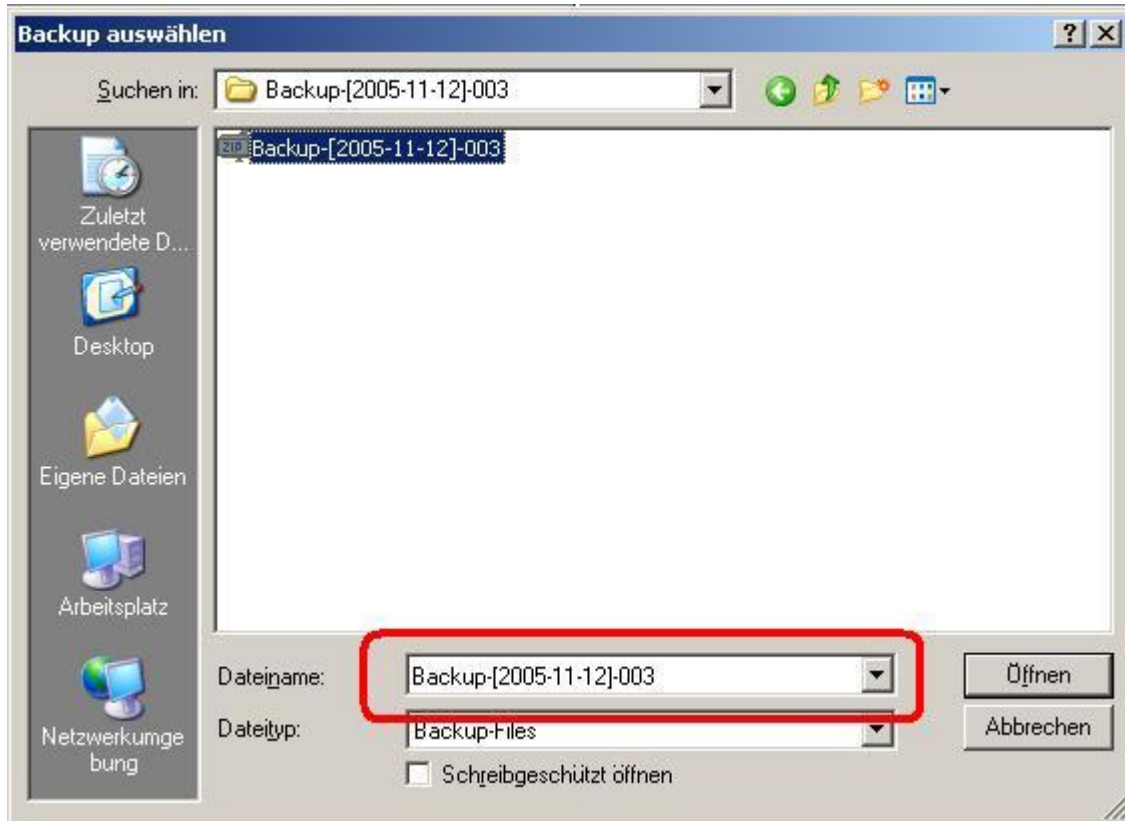 Backup auswählen
Suchen in:
Backup-[2005-11-12]-003
ZIP
Backup-[2005-11-12]-003
Zuletzt
verwendete D...
Desktop
Eigene Dateien
Arbeitsplatz
Netzwerkumge
bung
Dateiname:
Backup-[2005-11-12]-003
Öffnen
Dateityp:
Backup-Files
Abbrechen
Schreibgeschützt öffnen